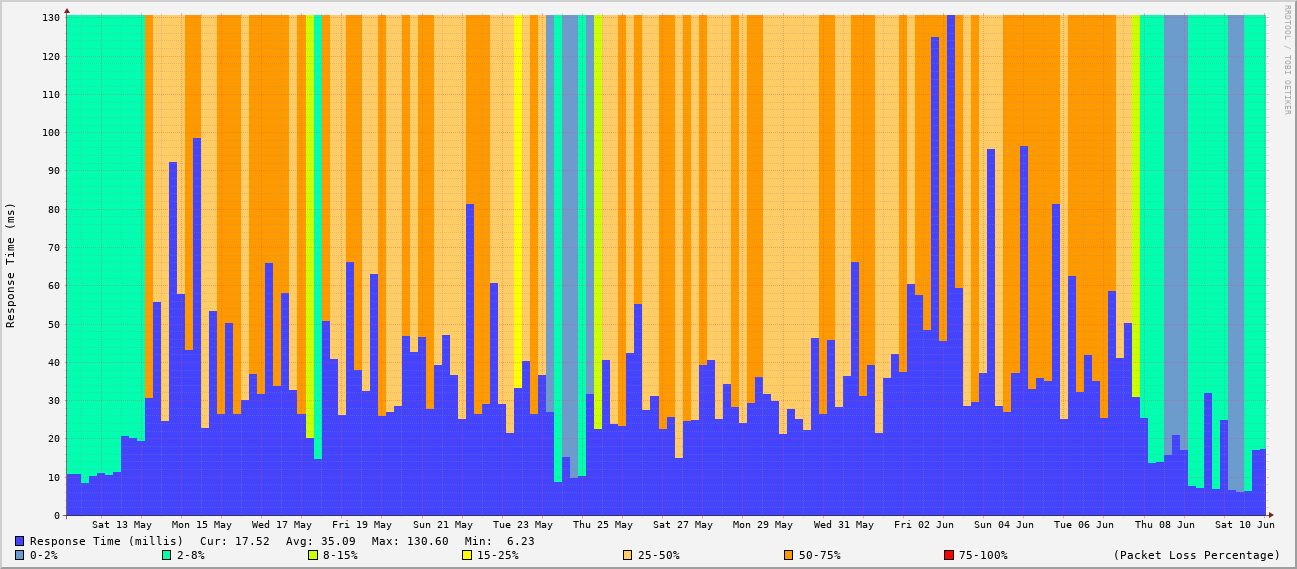 RRDTOOL / TOBI OETIKER
Response Time (ms)
130
120
110
100
90
80
70
60
50
40
30
20
10
0
Sat 13 May Mon 15 May Wed 17 May Fri 19 May Sun 21 May Tue 23 May Thu 25 May Sat 27 May Mon 29 May Wed 31 May Fri 02 Jun Sun 04 Jun Tue 06 Jun Thu 08 Jun Sat 10 Jun
Response Time (millis) Cur: 17.52 Avg: 35.09 Max: 130.60 Min: 6.23
0-2% 2-8% 8-15% 15-25% 25-50% 50-75% 75-100% (Packet Loss Percentage)